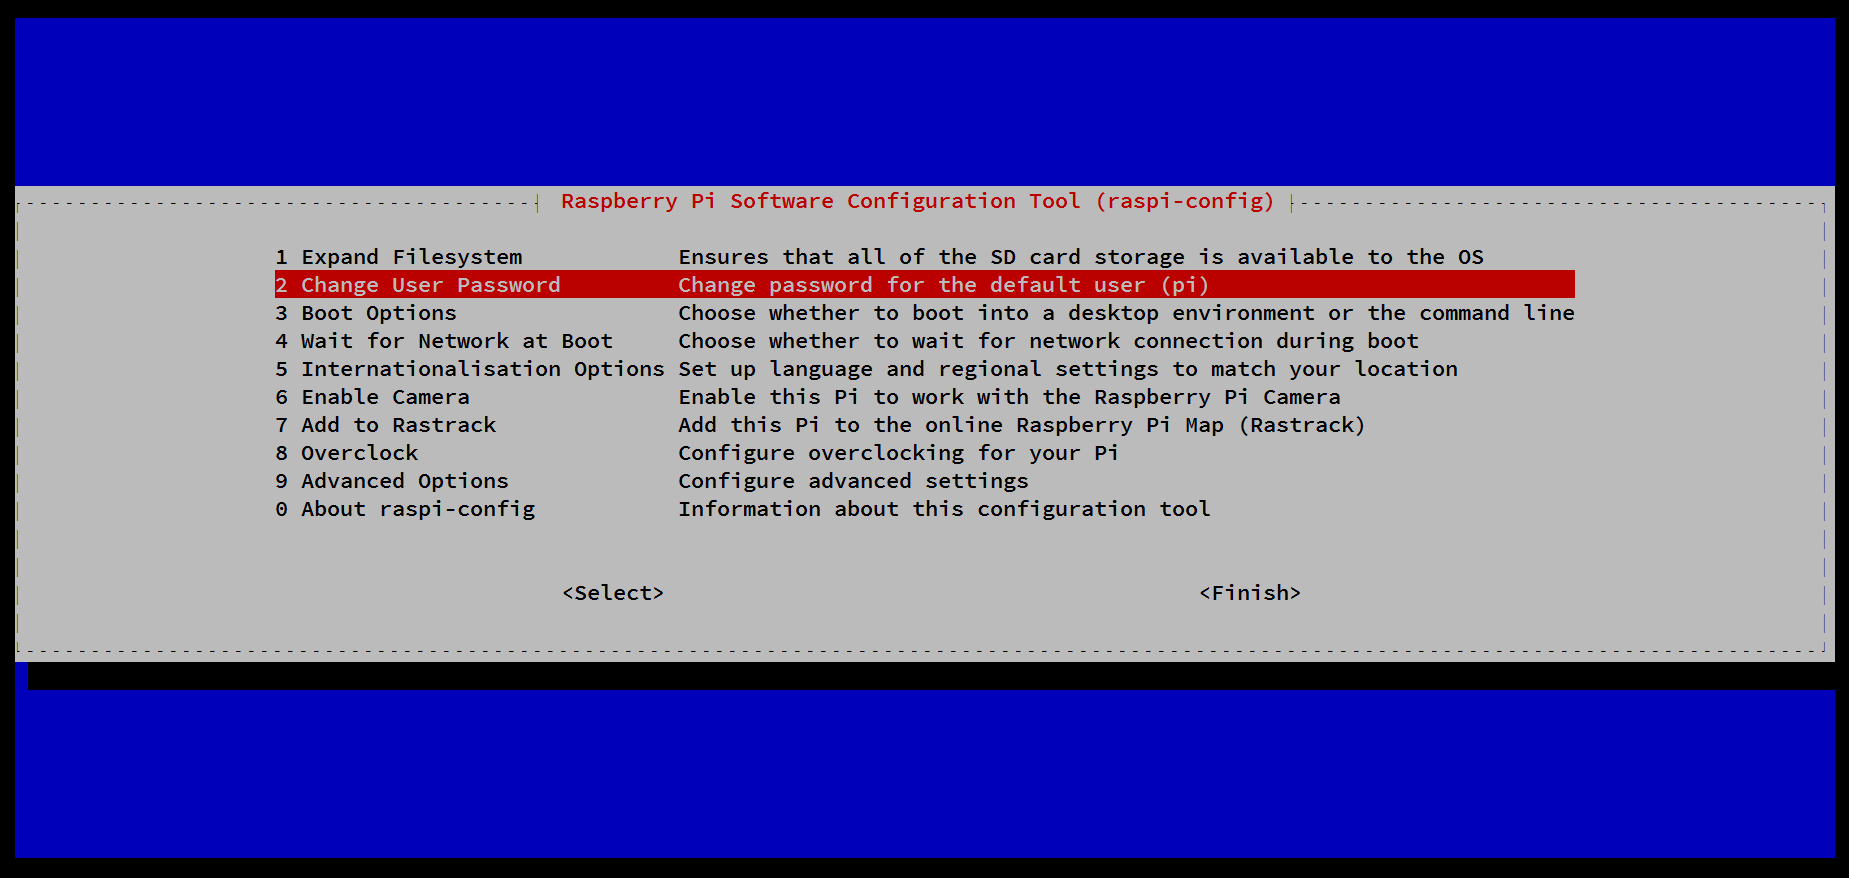 Raspberry Pi Software Configuration Tool (raspi-config)
1 Expand Filesystem Ensures that all of the SD card storage is available to the OS
2 Change User Password Change password for the default user (pi)
3 Boot Options Choose whether to boot into a desktop environment or the command line
4 Wait for Network at Boot Choose whether to wait for network connection during boot
5 Internationalisation Options Set up language and regional settings to match your location
6 Enable Camera Enable this Pi to work with the Raspberry Pi Camera
7 Add to Rastrack Add this Pi to the online Raspberry Pi Map (Rastrack)
8 Overclock Configure overclocking for your Pi
9 Advanced Options Configure advanced settings
0 About raspi-config Information about this configuration tool
<Select> <Finish>